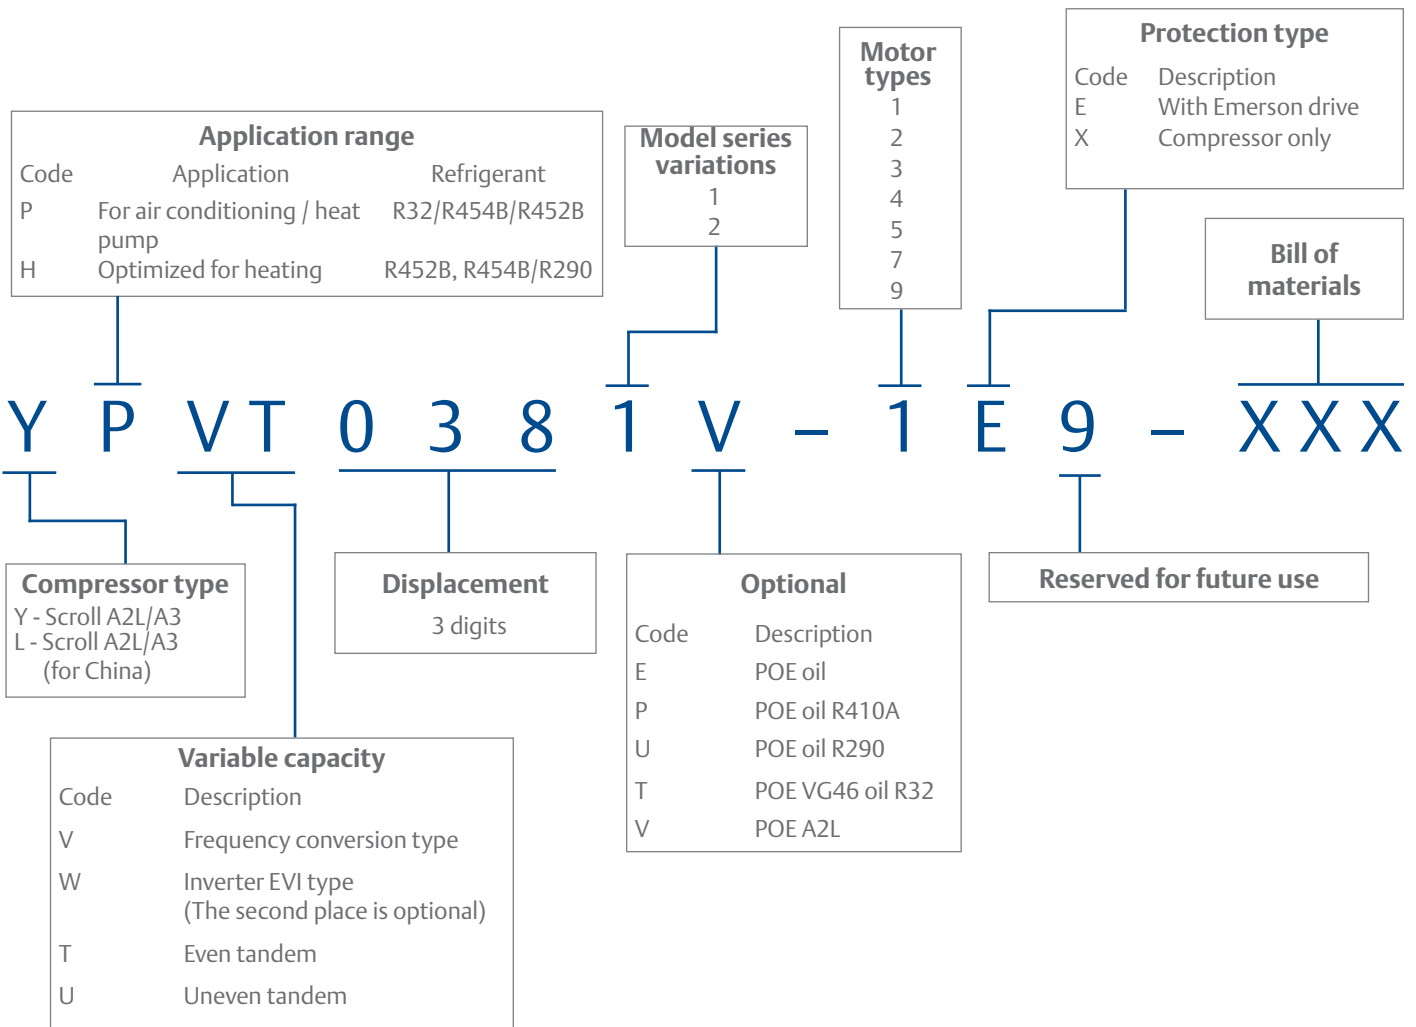 Protection type
Code Description
E With Emerson drive
X Compressor only
Motor
types
1
2
3
4
5
7
9
Application range
Code Application Refrigerant
P For air conditioning / heat R32/R454B/R452B
pump
H Optimized for heating R452B, R454B/R290
Model series
variations
1
2
Bill of
materials
Y P V T 0 3 8 1 V – 1 E 9 – X X X
Compressor type
Y - Scroll A2L/A3
L - Scroll A2L/A3
(for China)
Displacement
3 digits
Optional
Code Description
E POE oil
P POE oil R410A
U POE oil R290
T POE VG46 oil R32
V POE A2L
Reserved for future use
Variable capacity
Code Description
V Frequency conversion type
W Inverter EVI type
(The second place is optional)
T Even tandem
U Uneven tandem